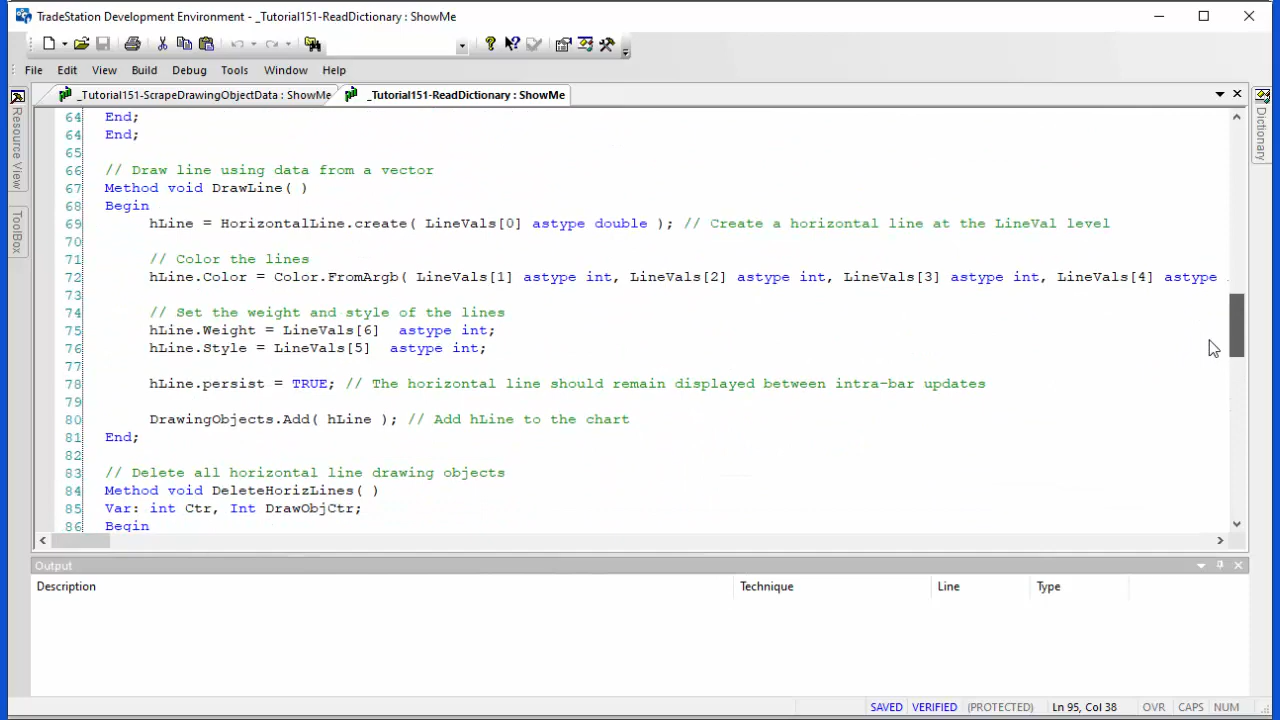 TradeStation Development Environment - _Tutorial151-ReadDictionary : ShowMe
File Edit View Build Debug Tools Window Help
_Tutorial151-ScrapeDrawingObjectData : ShowMe _Tutorial151-ReadDictionary : ShowMe
Resource View
ToolBox
Dictionary
64 End;
64 End;
65
66 // Draw line using data from a vector
67 Method void DrawLine( )
68 Begin
69 hLine = HorizontalLine.create( LineVals[0] astype double ); // Create a horizontal line at the LineVal level
70
71 // Color the lines
72 hLine.Color = Color.FromArgb( LineVals[1] astype int, LineVals[2] astype int, LineVals[3] astype int, LineVals[4] astype
73
74 // Set the weight and style of the lines
75 hLine.Weight = LineVals[6] astype int;
76 hLine.Style = LineVals[5] astype int;
77
78 hLine.persist = TRUE; // The horizontal line should remain displayed between intra-bar updates
79
80 DrawingObjects.Add( hLine ); // Add hLine to the chart
81 End;
82
83 // Delete all horizontal line drawing objects
84 Method void DeleteHorizLines( )
85 Var: int Ctr, Int DrawObjCtr;
86 Begin
Output
Description Technique Line Type
SAVED VERIFIED (PROTECTED) Ln 95, Col 38 OVR CAPS NUM